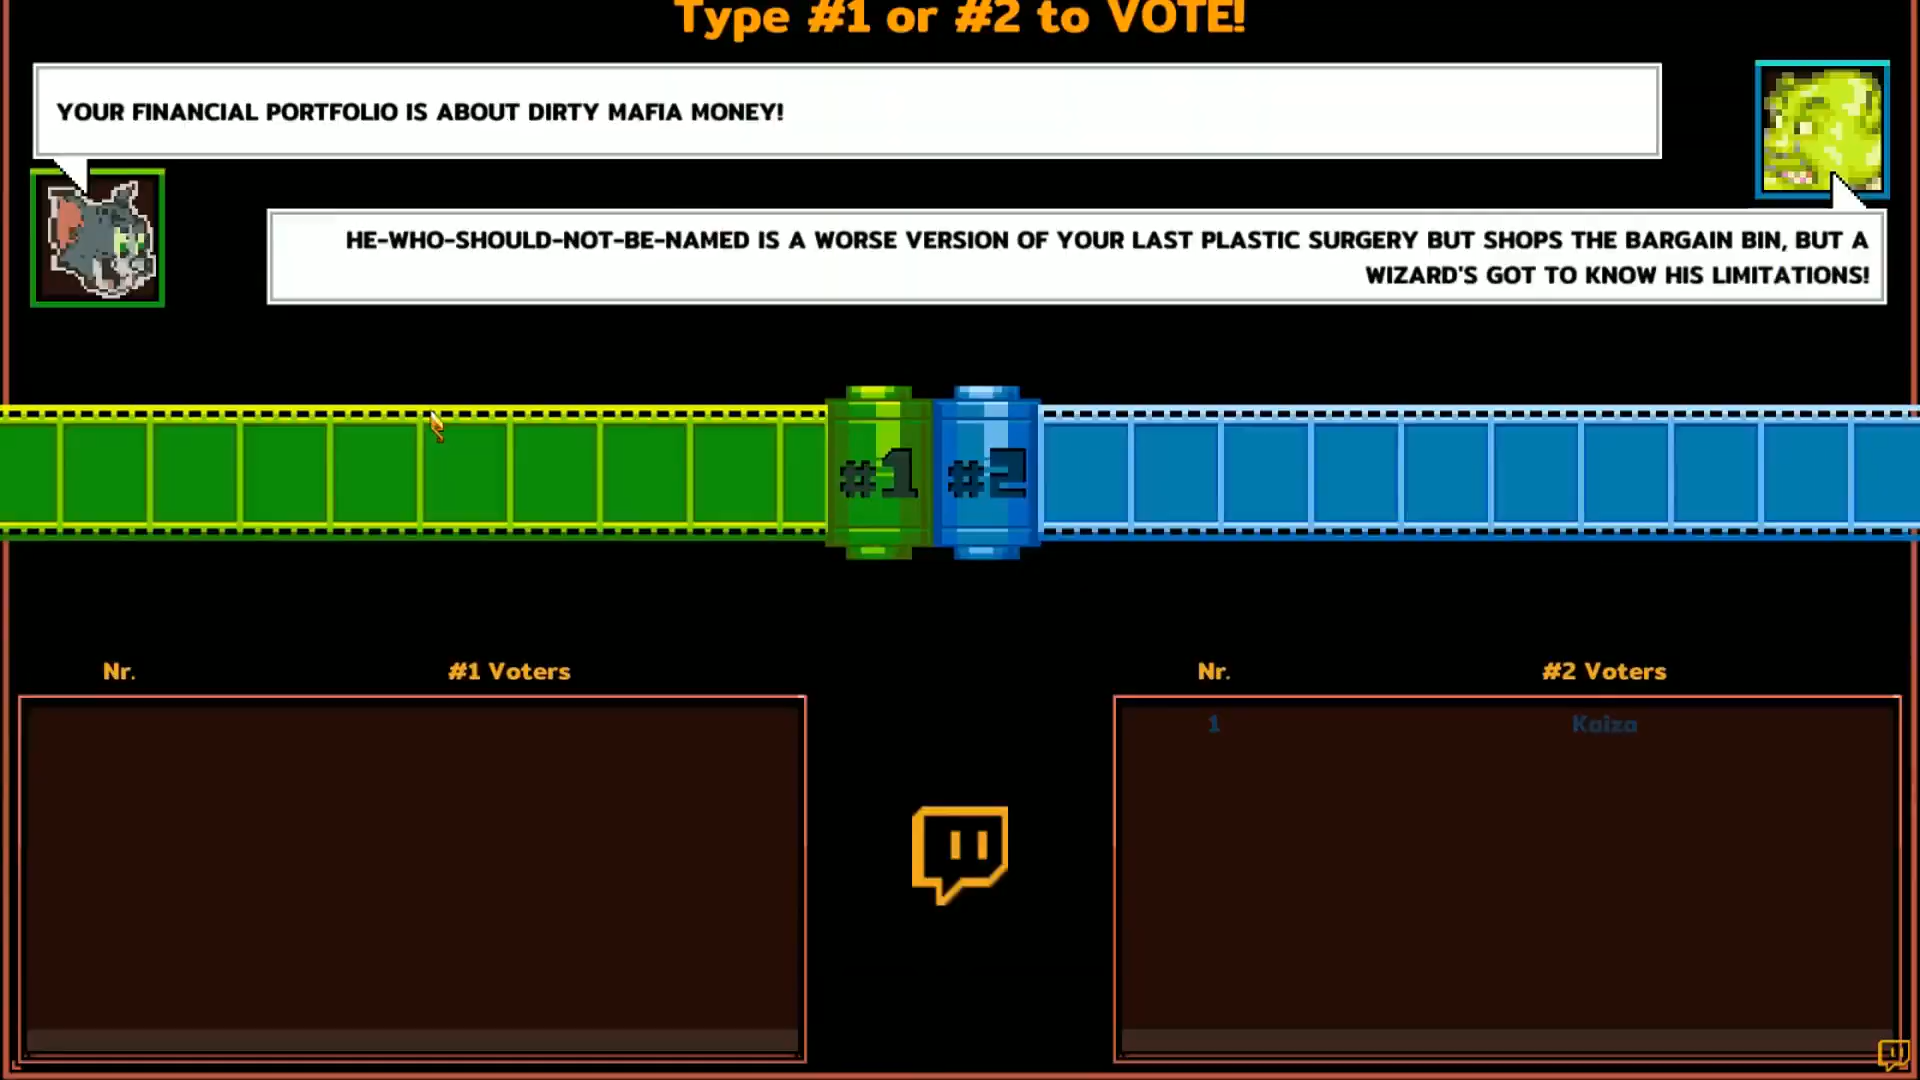 Type #1 or #2 to VOTE!
YOUR FINANCIAL PORTFOLIO IS ABOUT DIRTY MAFIA MONEY!
HE-WHO-SHOULD-NOT-BE-NAMED IS A WORSE VERSION OF YOUR LAST PLASTIC SURGERY BUT SHOPS THE BARGAIN BIN, BUT A
WIZARD'S GOT TO KNOW HIS LIMITATIONS!
#1 #2
Nr. #1 Voters Nr. #2 Voters
1 Kaiza